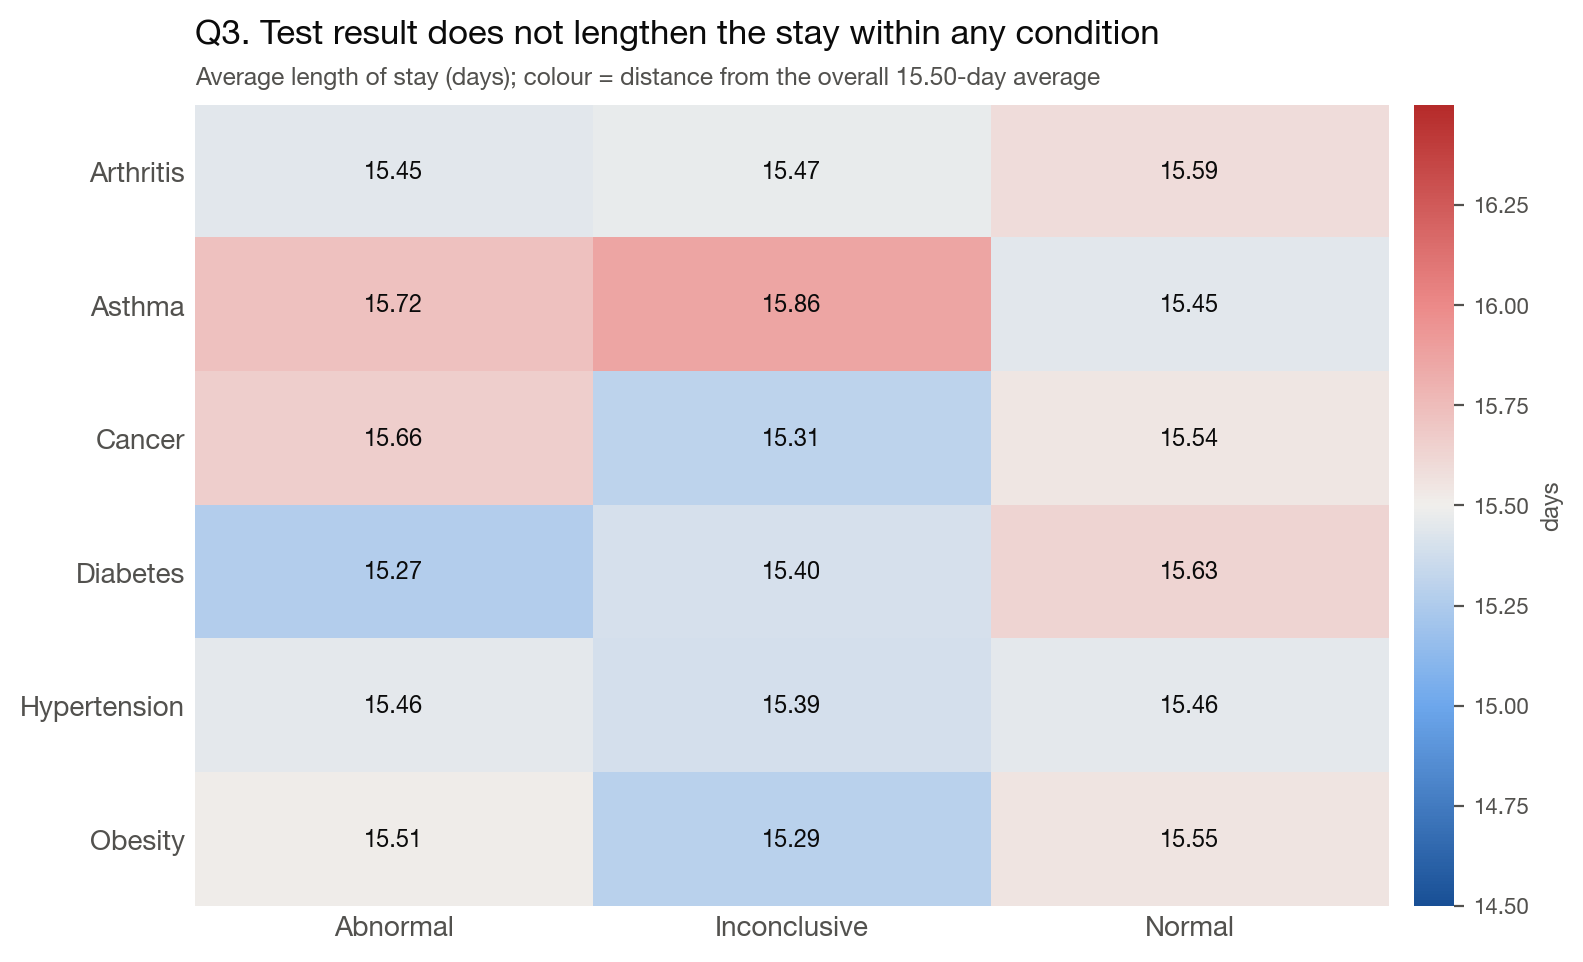 Q3. Test result does not lengthen the stay within any condition
Average length of stay (days); colour = distance from the overall 15.50-day average
Arthritis 15.45 15.47 15.59
Asthma 15.72 15.86 15.45
Cancer 15.66 15.31 15.54
Diabetes 15.27 15.40 15.63
Hypertension 15.46 15.39 15.46
Obesity 15.51 15.29 15.55
Abnormal Inconclusive Normal
16.25
16.00
15.75
15.50
15.25
15.00
14.75
14.50
days